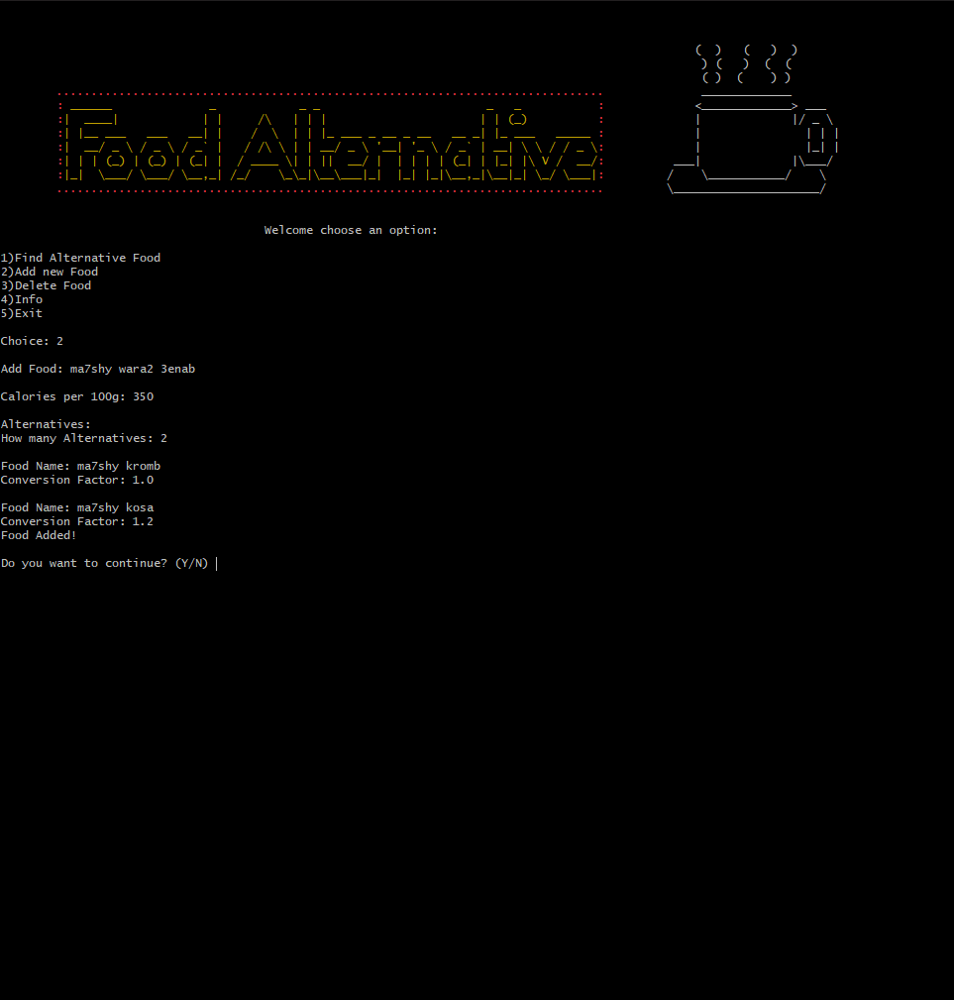 Food Alternative
Welcome choose an option:
1)Find Alternative Food
2)Add new Food
3)Delete Food
4)Info
5)Exit
Choice: 2
Add Food: ma7shy wara2 3enab
Calories per 100g: 350
Alternatives:
How many Alternatives: 2
Food Name: ma7shy kromb
Conversion Factor: 1.0
Food Name: ma7shy kosa
Conversion Factor: 1.2
Food Added!
Do you want to continue? (Y/N)